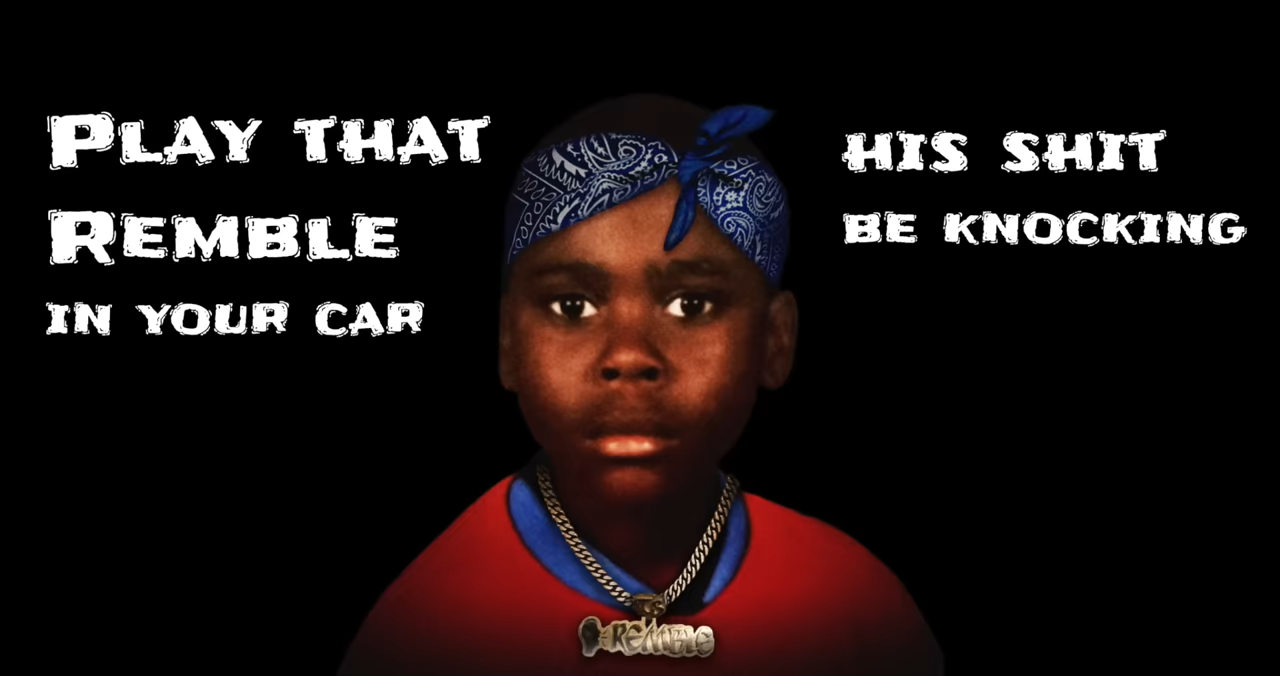 Play that
Remble
in your car
his shit
be knocking
REMBLE